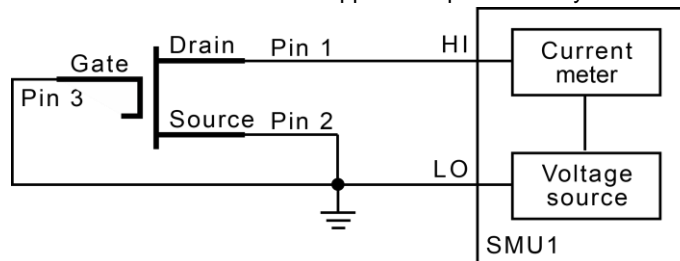 Drain
Pin 1
HI
Current
meter
Gate
Pin 3
Source
Pin 2
LO
Voltage
source
SMU1